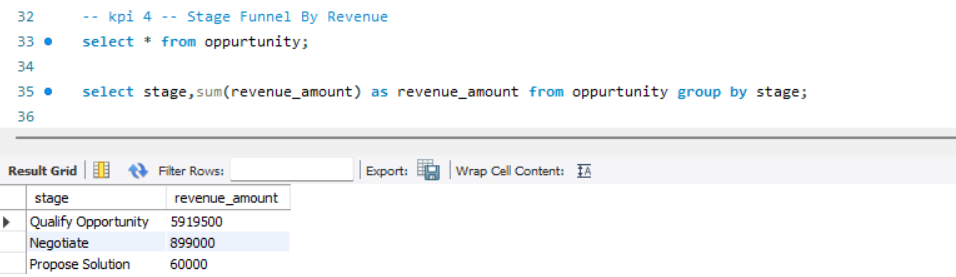 32 -- kpi 4 -- Stage Funnel By Revenue
33 select * from oppurtunity;
34
35 select stage,sum(revenue_amount) as revenue_amount from oppurtunity group by stage;
36
Result Grid Filter Rows: Export: Wrap Cell Content:
stage revenue_amount
Qualify Opportunity 5919500
Negotiate 899000
Propose Solution 60000